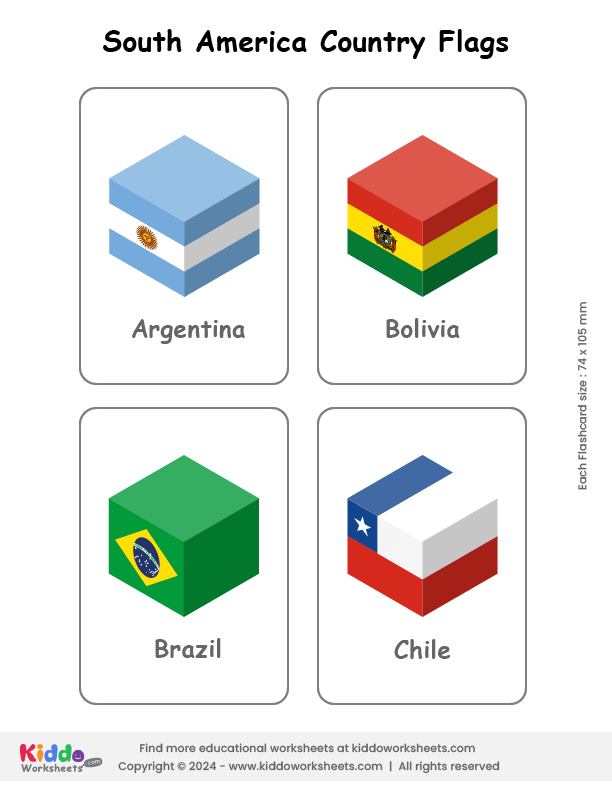 South America Country Flags
Argentina
Bolivia
Each Flashcard size : 74 x 105 mm
Brazil
Chile
Kiddo
Worksheets
.com
Find more educational worksheets at kiddoworksheets.com
Copyright © 2024 - www.kiddoworksheets.com | All rights reserved